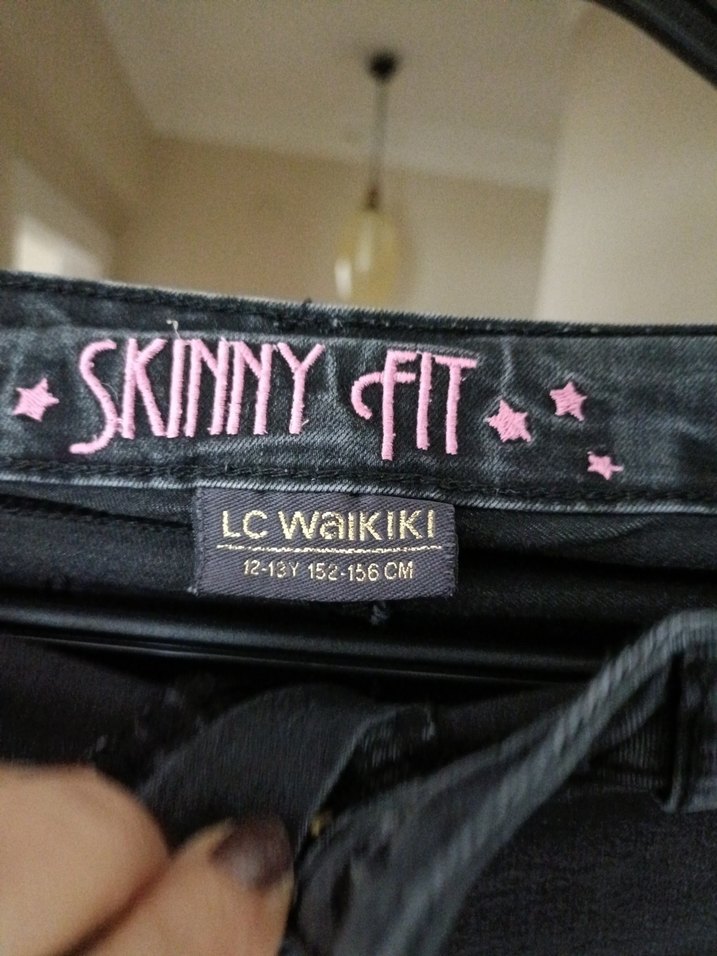 SKINNY FIT
LC WAIKIKI
12-13Y 152-156 CM